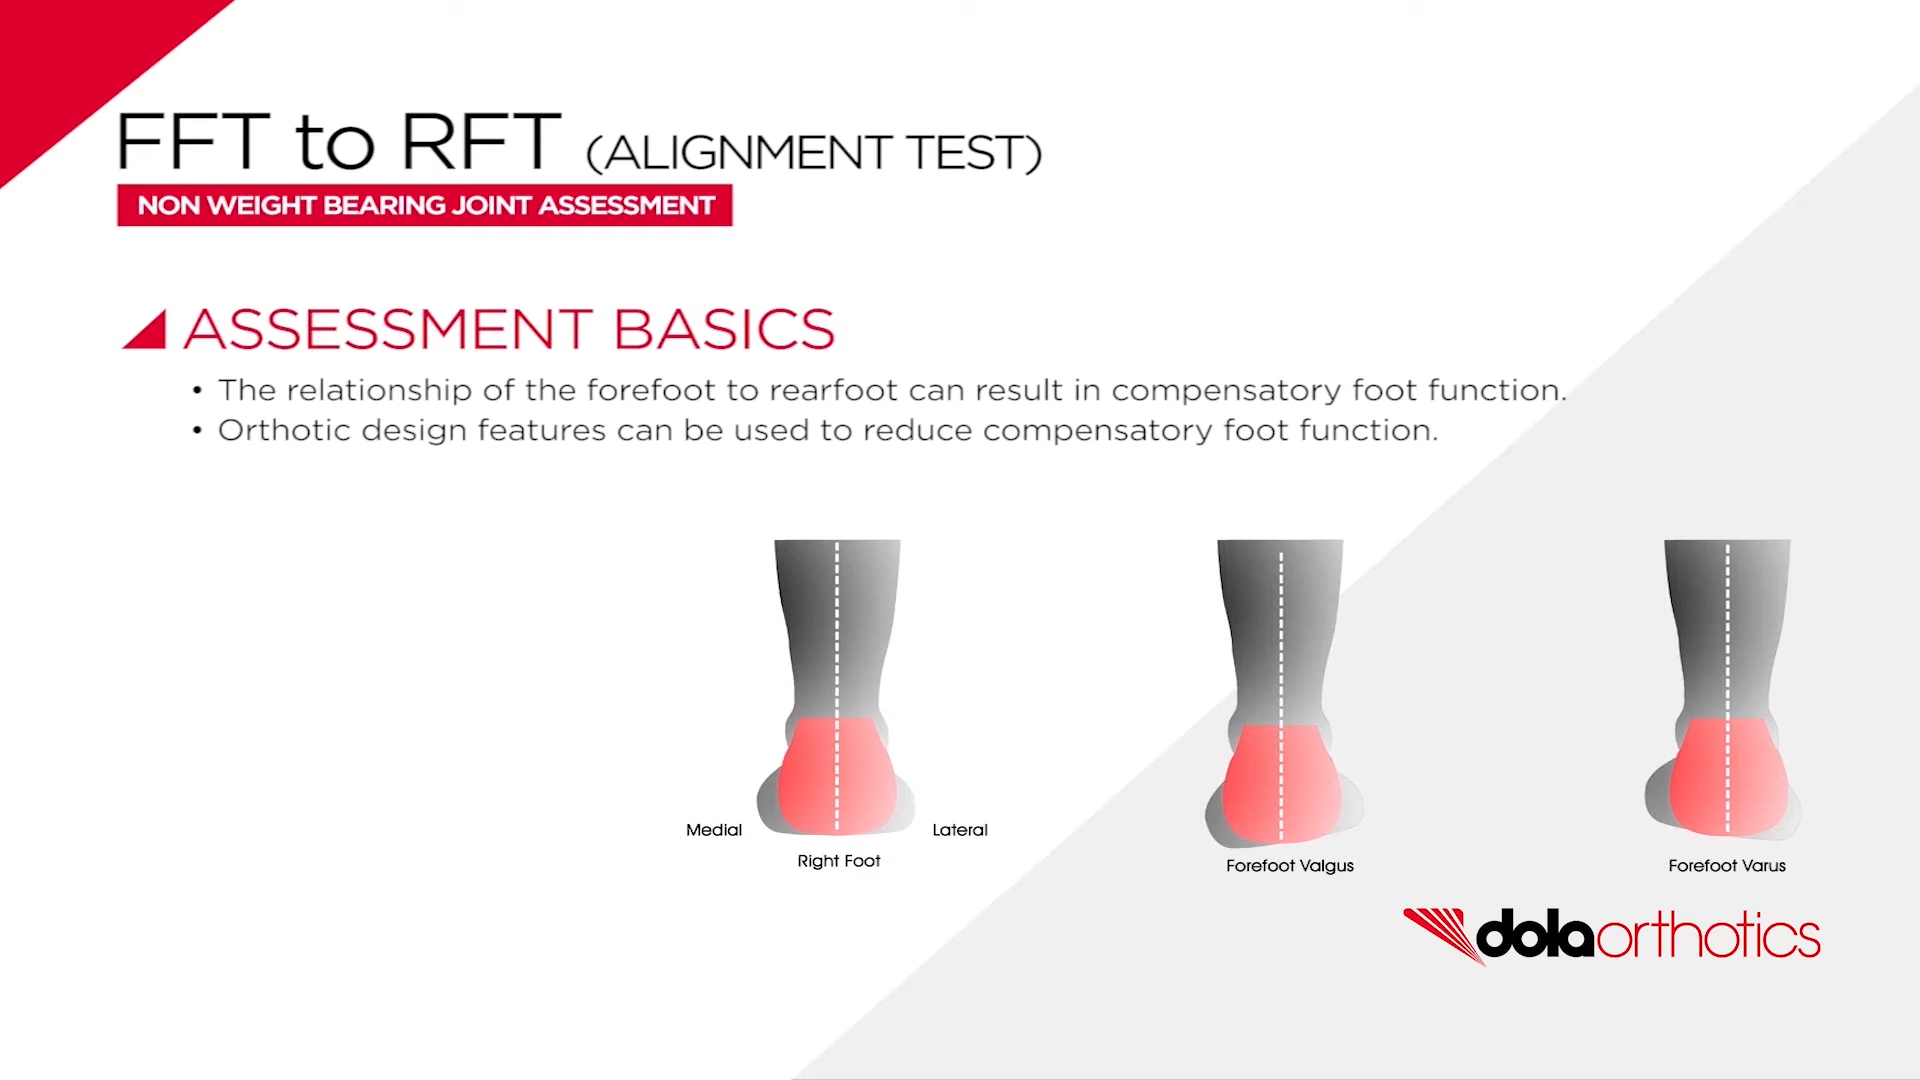 FFT to RFT (ALIGNMENT TEST)
NON WEIGHT BEARING JOINT ASSESSMENT
ASSESSMENT BASICS
• The relationship of the forefoot to rearfoot can result in compensatory foot function.
• Orthotic design features can be used to reduce compensatory foot function.
Medial
Lateral
Right Foot
Forefoot Valgus
Forefoot Varus
dolaorthotics